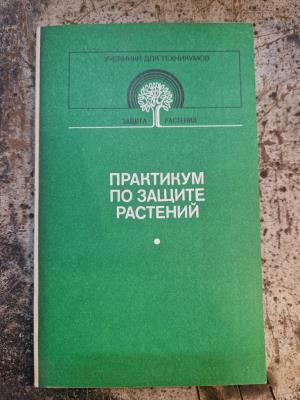 УЧЕБНИКИ ДЛЯ ТЕХНИКУМОВ
ЗАЩИТА РАСТЕНИЙ
ПРАКТИКУМ
ПО ЗАЩИТЕ
РАСТЕНИЙ